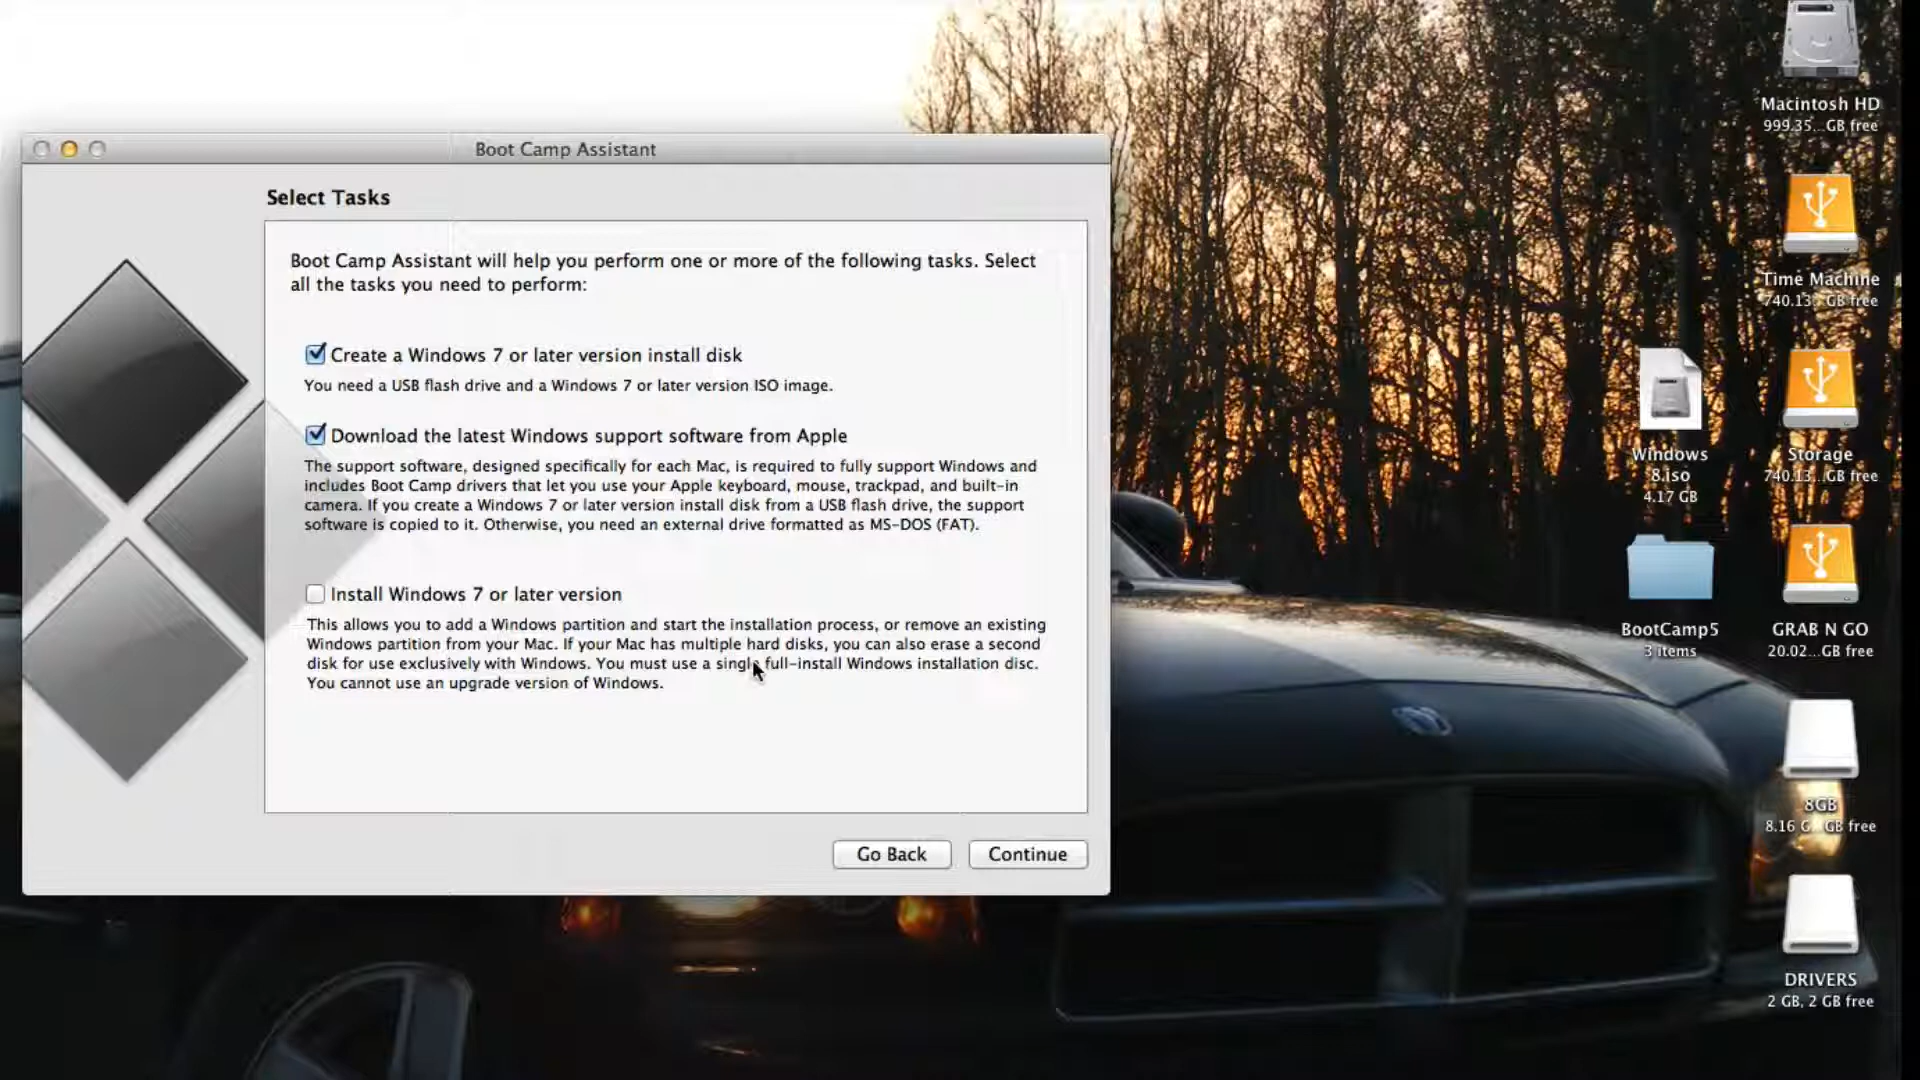 Boot Camp Assistant
Select Tasks
Boot Camp Assistant will help you perform one or more of the following tasks. Select
all the tasks you need to perform:
Create a Windows 7 or later version install disk
You need a USB flash drive and a Windows 7 or later version ISO image.
Download the latest Windows support software from Apple
The support software, designed specifically for each Mac, is required to fully support Windows and
includes Boot Camp drivers that let you use your Apple keyboard, mouse, trackpad, and built-in
camera. If you create a Windows 7 or later version install disk from a USB flash drive, the support
software is copied to it. Otherwise, you need an external drive formatted as MS-DOS (FAT).
Install Windows 7 or later version
This allows you to add a Windows partition and start the installation process, or remove an existing
Windows partition from your Mac. If your Mac has multiple hard disks, you can also erase a second
disk for use exclusively with Windows. You must use a single full-install Windows installation disc.
You cannot use an upgrade version of Windows.
Go Back
Continue
Macintosh HD
999.35...GB free
Time Machine
740.13...GB free
Windows
8.iso
4.17 GB
Storage
740.13...GB free
BootCamp5
3 items
GRAB N GO
20.02...GB free
8GB
8.16 G...GB free
DRIVERS
2 GB, 2 GB free